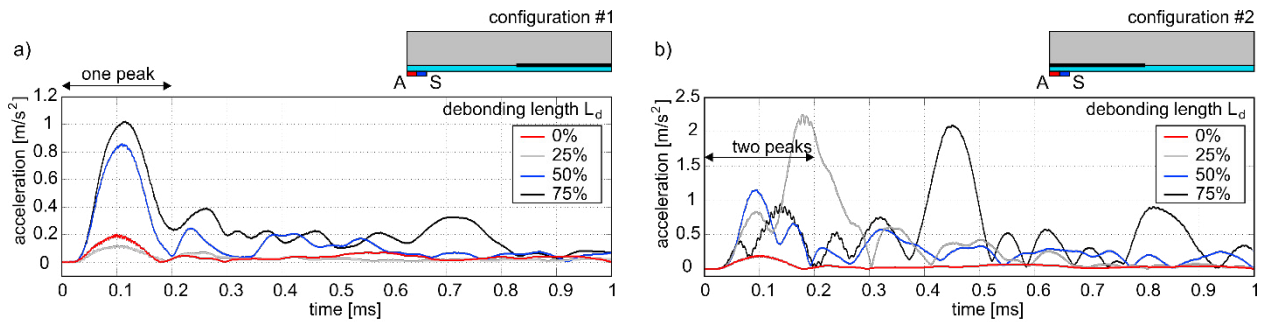 configuration #1
a)
one peak
A S
debonding length L_d
0%
25%
50%
75%
acceleration [m/s²]
1.2
1
0.8
0.6
0.4
0.2
0
0 0.1 0.2 0.3 0.4 0.5 0.6 0.7 0.8 0.9 1
time [ms]
configuration #2
b)
A S
debonding length L_d
0%
25%
50%
75%
two peaks
acceleration [m/s²]
2.5
2
1.5
1
0.5
0
0 0.1 0.2 0.3 0.4 0.5 0.6 0.7 0.8 0.9 1
time [ms]